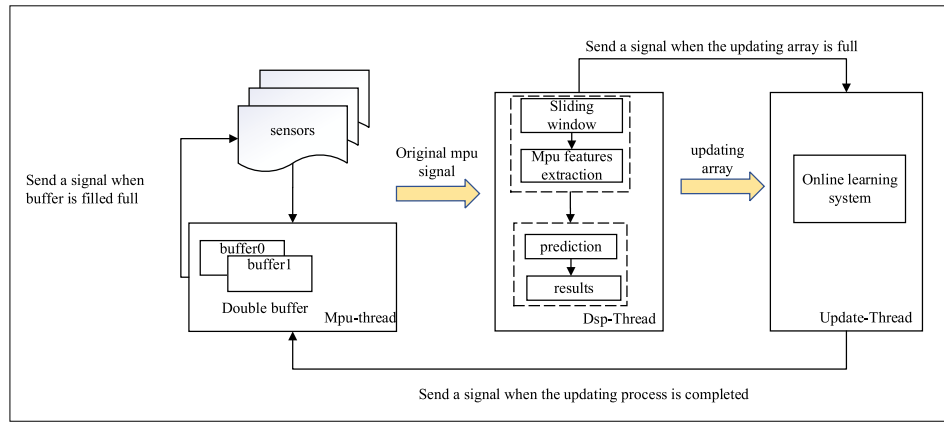 Send a signal when the updating array is full
sensors
Send a signal when
buffer is filled full
buffer0
buffer1
Double buffer
Mpu-thread
Original mpu
signal
Sliding
window
Mpu features
extraction
prediction
results
Dsp-Thread
updating
array
Online learning
system
Update-Thread
Send a signal when the updating process is completed